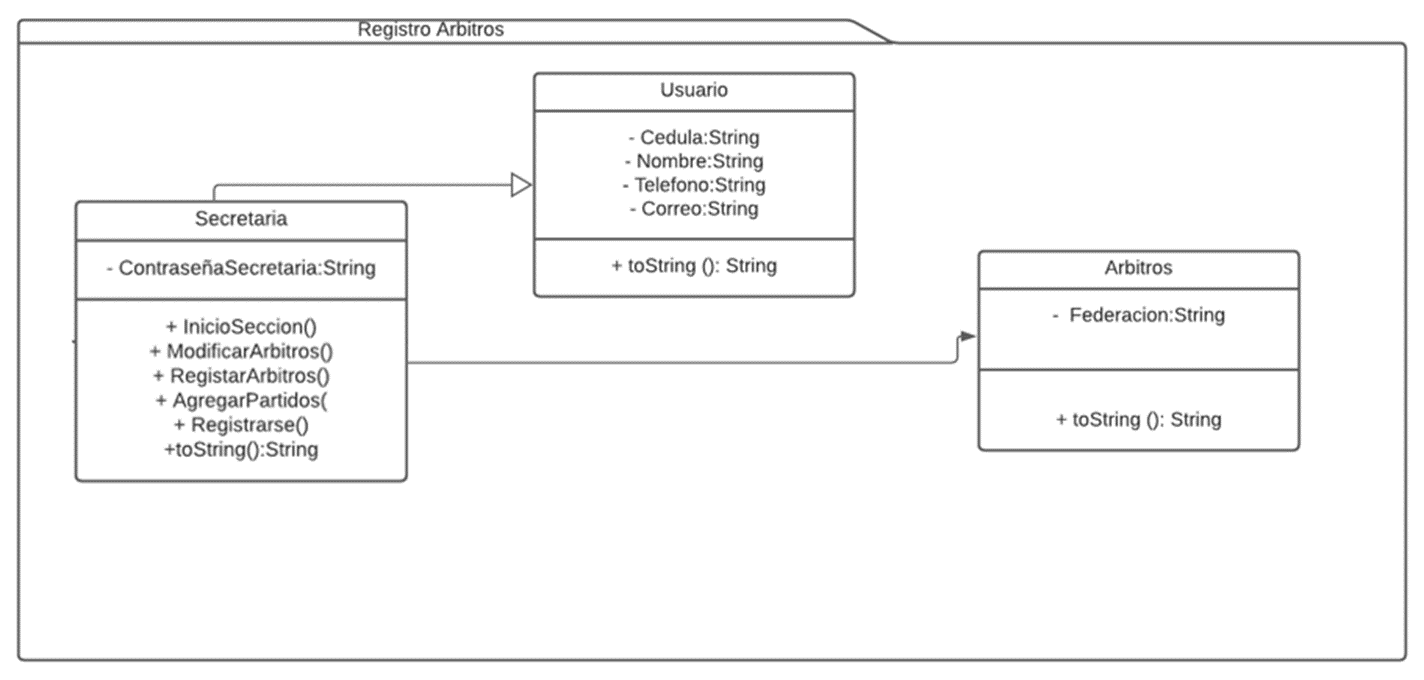 Registro Arbitros
Usuario
- Cedula:String
- Nombre:String
- Telefono:String
- Correo:String
+ toString (): String
Secretaria
- ContraseñaSecretaria:String
+ InicioSeccion()
+ ModificarArbitros()
+ RegistarArbitros()
+ AgregarPartidos(
+ Registrarse()
+toString():String
Arbitros
- Federacion:String
+ toString (): String